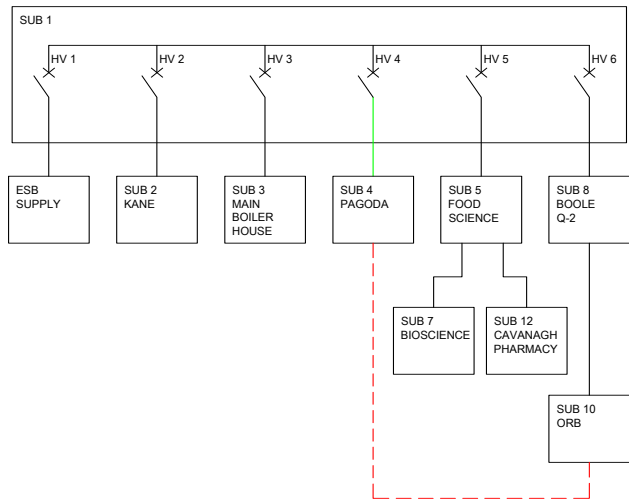 SUB 1
HV 1
HV 2
HV 3
HV 4
HV 5
HV 6
ESB
SUPPLY
SUB 2
KANE
SUB 3
MAIN
BOILER
HOUSE
SUB 4
PAGODA
SUB 5
FOOD
SCIENCE
SUB 8
BOOLE
Q-2
SUB 7
BIOSCIENCE
SUB 12
CAVANAGH
PHARMACY
SUB 10
ORB